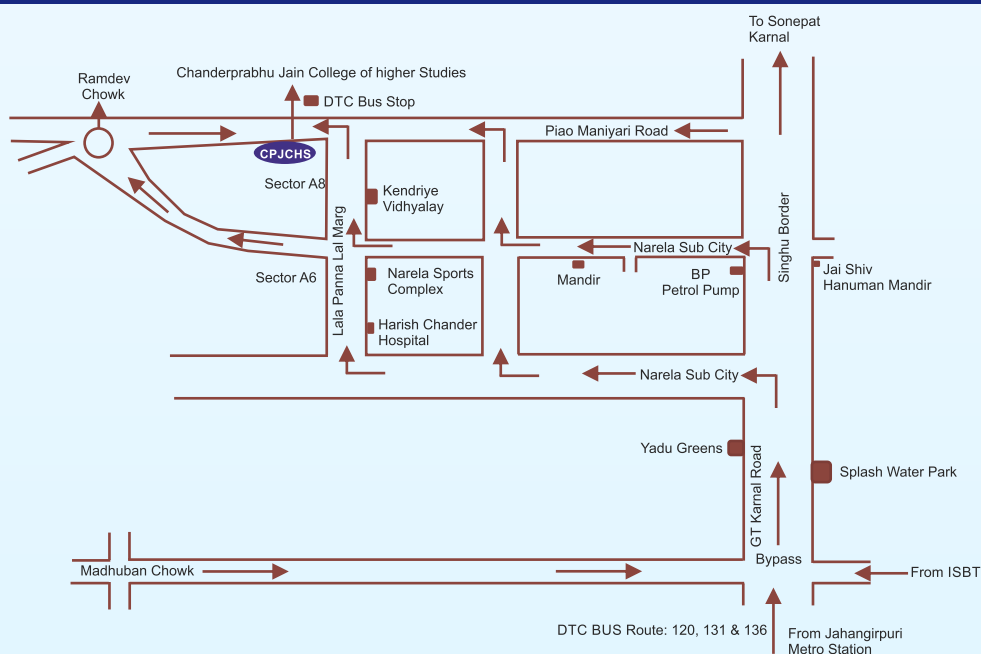 To Sonepat
Karnal
Chanderprabhu Jain College of higher Studies
Ramdev
Chowk
DTC Bus Stop
Piao Maniyari Road
CPJCHS
Sector A8
Kendriye
Vidhyalay
Lala Panna Lal Marg
Singhu Border
Narela Sub City
Sector A6
Narela Sports
Complex
Mandir
BP
Petrol Pump
Jai Shiv
Hanuman Mandir
Harish Chander
Hospital
Narela Sub City
Yadu Greens
GT Karnal Road
Splash Water Park
Bypass
Madhuban Chowk
From ISBT
DTC BUS Route: 120, 131 & 136
From Jahangirpuri
Metro Station